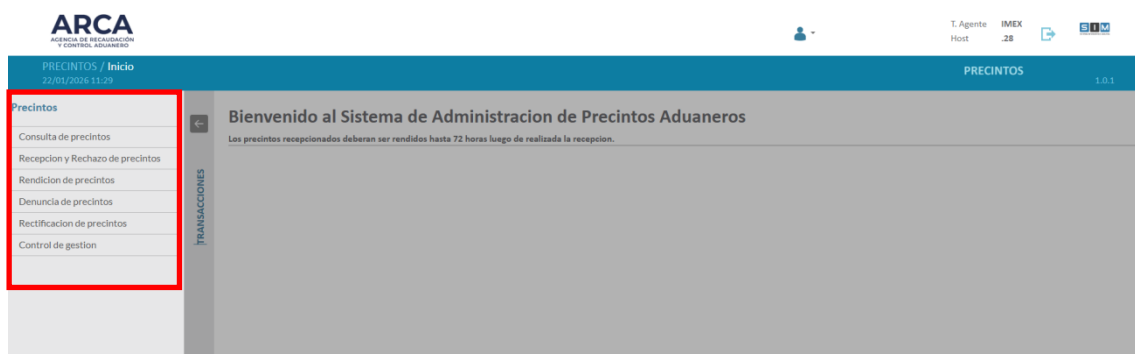 ARCA
AGENCIA DE RECAUDACIÓN
Y CONTROL ADUANERO
T. Agente IMEX
Host .28
SIM
PRECINTOS / Inicio
22/01/2026 11:29
PRECINTOS
1.0.1
Precintos
Consulta de precintos
Recepcion y Rechazo de precintos
Rendicion de precintos
Denuncia de precintos
Rectificacion de precintos
Control de gestion
TRANSACCIONES
Bienvenido al Sistema de Administracion de Precintos Aduaneros
Los precintos recepcionados deberan ser rendidos hasta 72 horas luego de realizada la recepcion.